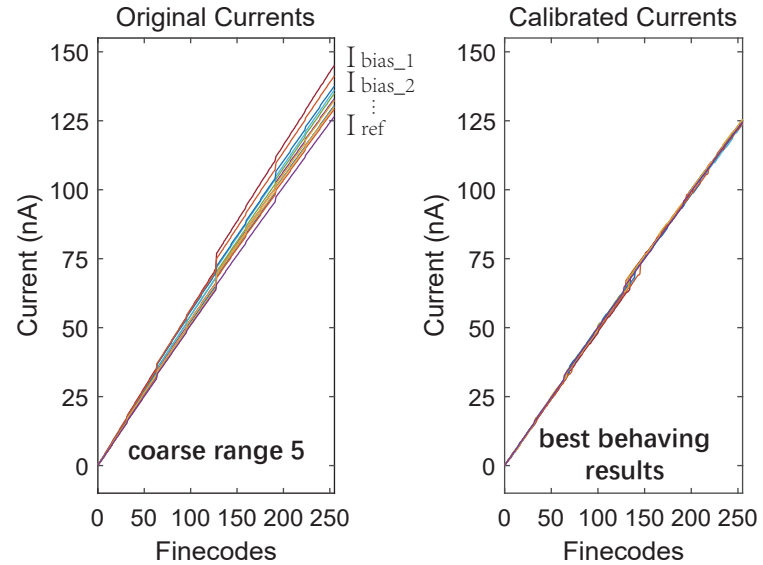 Original Currents
150
125
100
75
50
25
0
Current (nA)
I bias_1
I bias_2
⋮
I ref
coarse range 5
0 50 100 150 200 250
Finecodes
Calibrated Currents
150
125
100
75
50
25
0
Current (nA)
best behaving
results
0 50 100 150 200 250
Finecodes